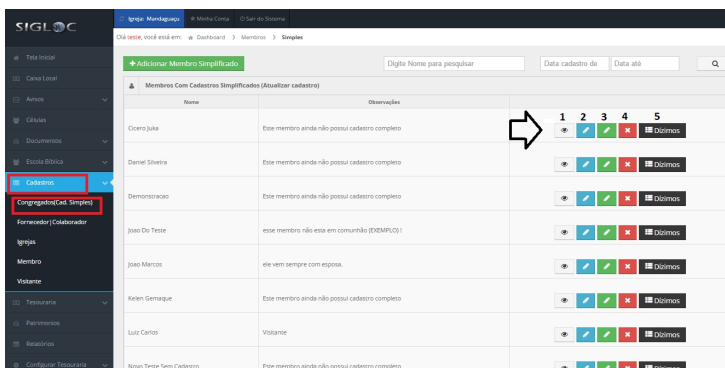 SIGLOC
Igreja: Mandaguaçu Minha Conta Sair do Sistema
Olá teste, você está em: Dashboard > Membros > Simples
Tela Inicial
Caixa Local
Avisos
Células
Documentos
Escola Bíblica
Cadastros
Congregados(Cad. Simples)
Fornecedor|Colaborador
Igrejas
Membro
Visitante
Tesouraria
Patrimonios
Relatórios
Configurar Tesouraria
+Adicionar Membro Simplificado Digite Nome para pesquisar Data cadastro de Data até
Membros Com Cadastros Simplificados (Atualizar cadastro)
Nome Observações
1 2 3 4 5
Cicero Juka Esse membro ainda não possui cadastro completo Dízimos
Daniel Silveira Este membro ainda não possui cadastro completo Dízimos
Demonstracao Este membro ainda não possui cadastro completo Dízimos
Joao Do Teste esse membro não essa em comunhão (EXEMPLO) ! Dízimos
Joao Marcos ele vem sempre com esposa. Dízimos
Kelen Gemaque Este membro ainda não possui cadastro completo Dízimos
Luiz Carlos Visitante Dízimos
Novo Teste Sem Cadastro Este membro ainda não possui cadastro completo Dízimos